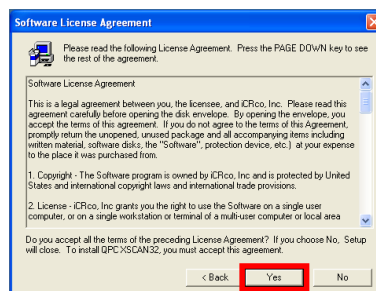 Software License Agreement
Please read the following License Agreement. Press the PAGE DOWN key to see
the rest of the agreement.
Software License Agreement
This is a legal agreement between you, the licensee, and iCRco, Inc. Please read this
agreement carefully before opening the disk envelope. By opening the envelope, you
accept the terms of this agreement. If you do not agree to the terms of this Agreement,
promptly return the unopened, unused package and all accompanying items including
written material, software disks, the "Software", protection device, etc.) at your expense
to the place it was purchased from.
1. Copyright - The Software program is owned by iCRco, Inc and is protected by United
States and international copyright laws and international trade provisions.
2. License - iCRco, Inc grants you the right to use the Software on a single user
computer, or on a single workstation or terminal of a multi-user computer or local area
Do you accept all the terms of the preceding License Agreement? If you choose No, Setup
will close. To install QPC XSCAN32, you must accept this agreement.
< Back
Yes
No